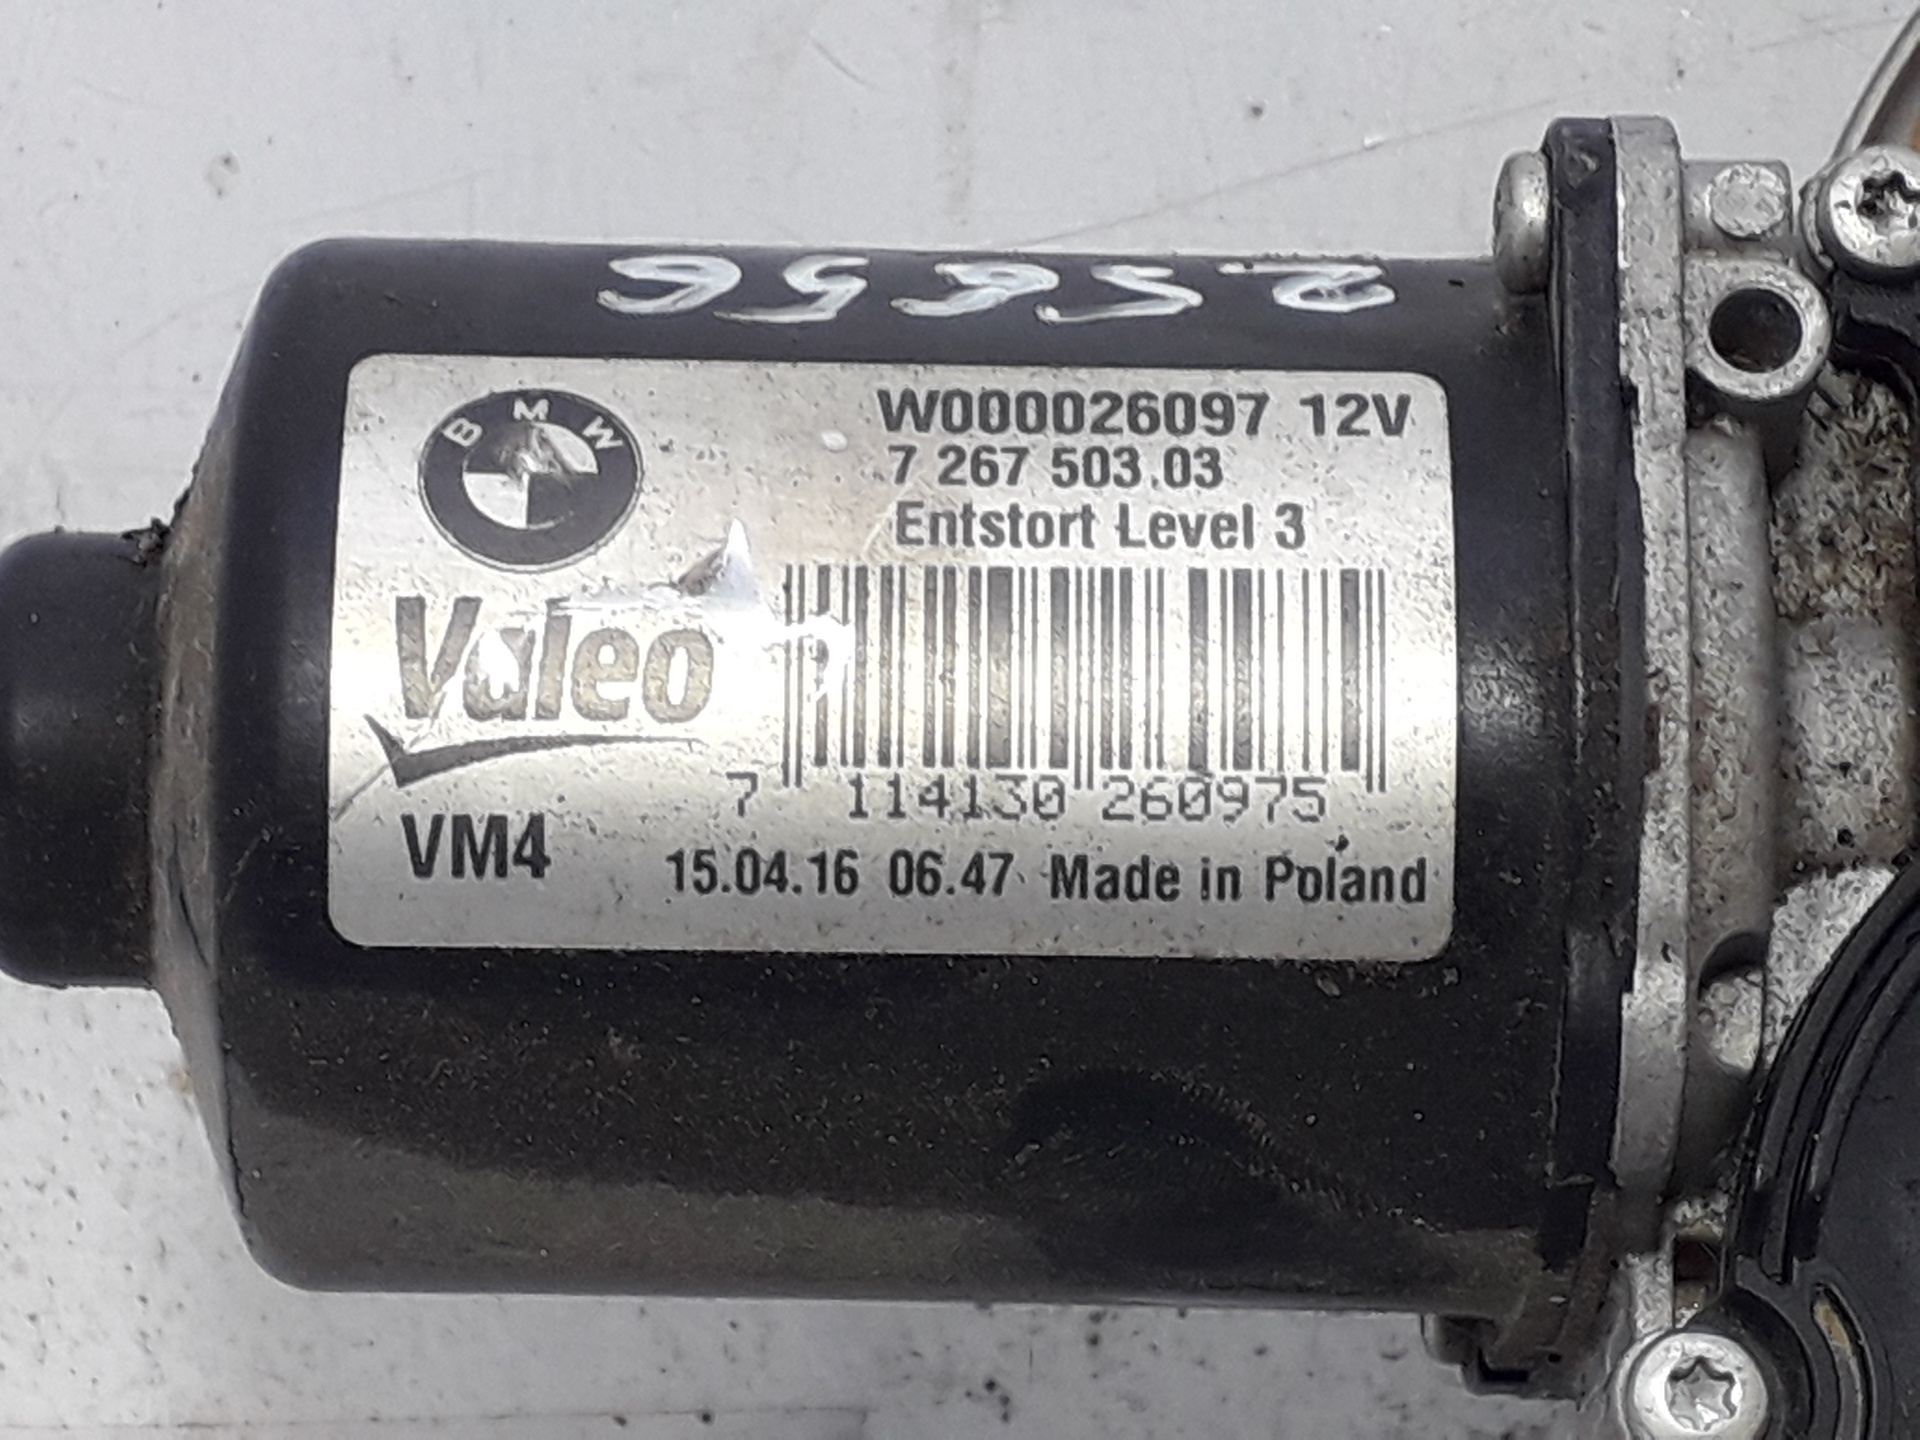 BMW
W000026097 12V
7 267 503.03
Entstort Level 3
Valeo
7 114130 260975
VM4
15.04.16 06.47 Made in Poland